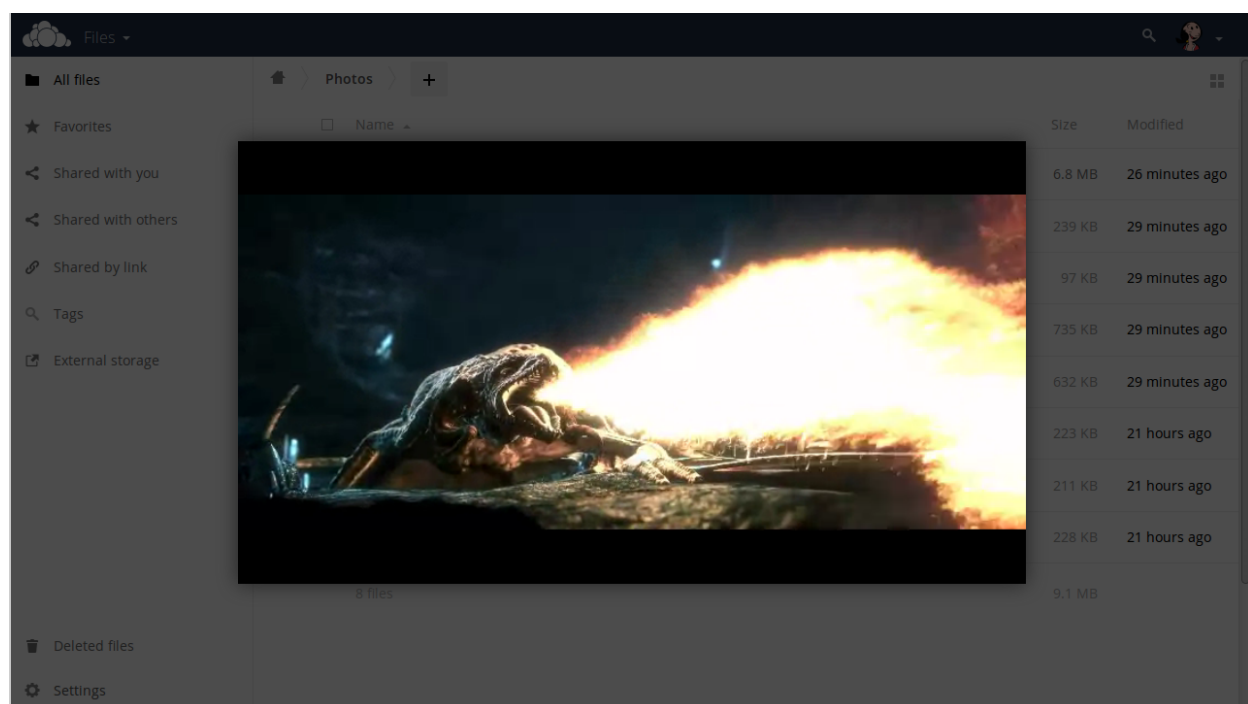 Files
All files
Photos
+
Favorites
Name
Size
Modified
Shared with you
6.8 MB
26 minutes ago
Shared with others
239 KB
29 minutes ago
Shared by link
97 KB
29 minutes ago
Tags
735 KB
29 minutes ago
External storage
632 KB
29 minutes ago
223 KB
21 hours ago
211 KB
21 hours ago
228 KB
21 hours ago
8 files
9.1 MB
Deleted files
Settings